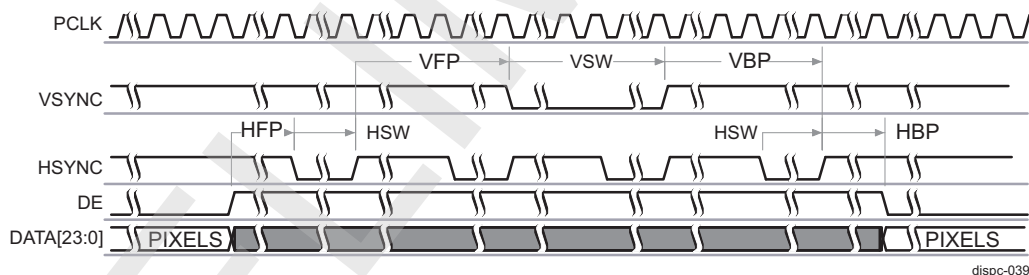 PCLK
VFP VSW VBP
VSYNC
HFP HSW HSW HBP
HSYNC
DE
DATA[23:0] PIXELS PIXELS
dispc-039